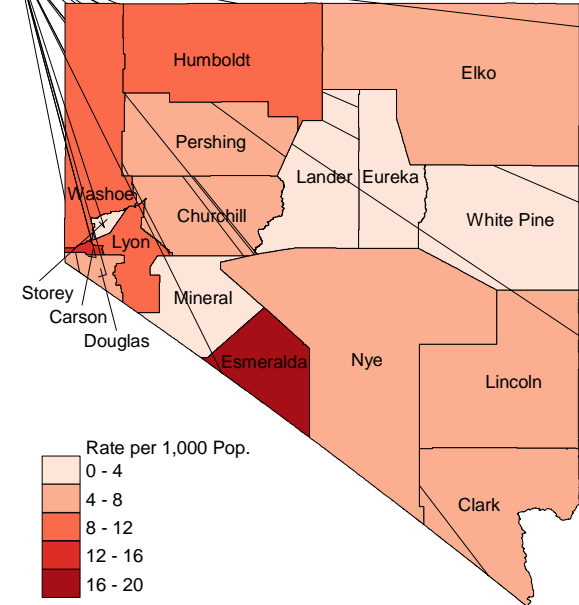 Humboldt
Elko
Pershing
Lander
Eureka
Washoe
Churchill
White Pine
Lyon
Storey
Mineral
Carson
Douglas
Esmeralda
Nye
Lincoln
Clark
Rate per 1,000 Pop.
0 - 4
4 - 8
8 - 12
12 - 16
16 - 20